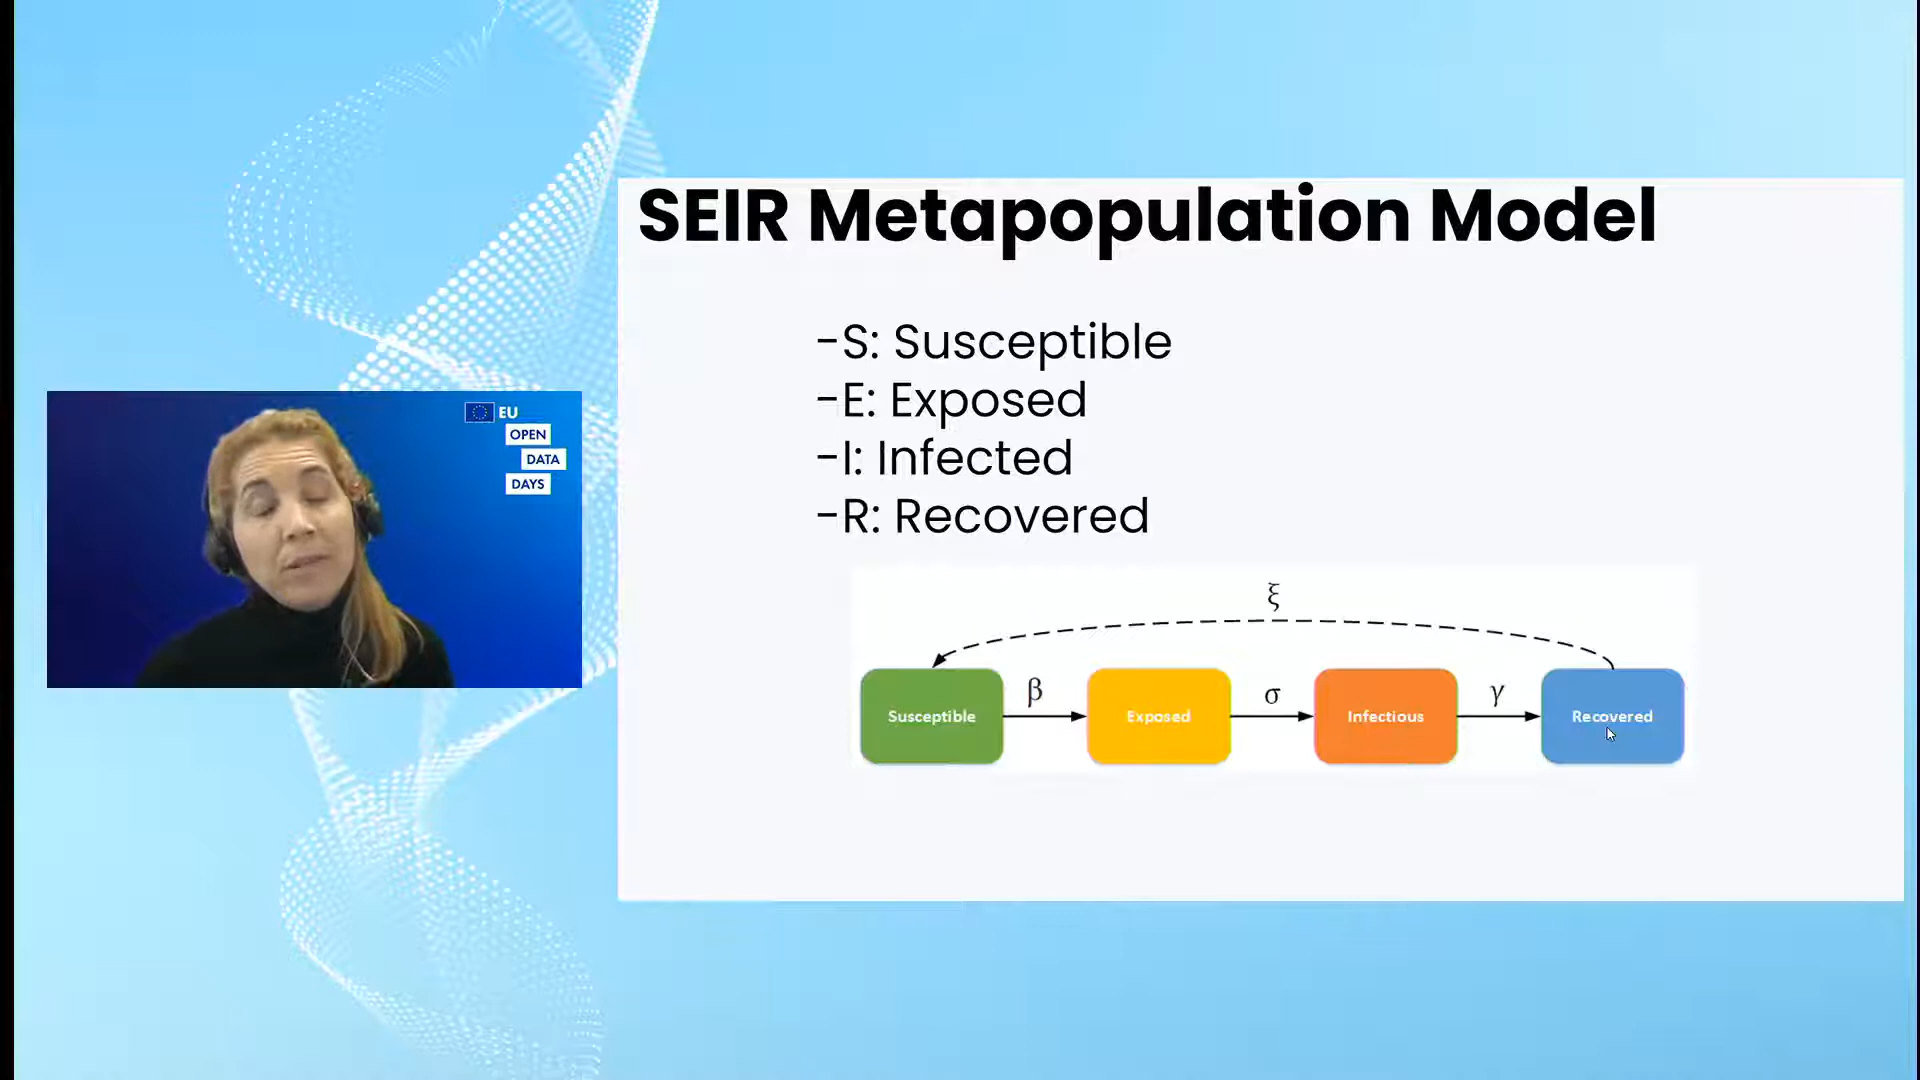 EU
OPEN
DATA
DAYS
SEIR Metapopulation Model
-S: Susceptible
-E: Exposed
-I: Infected
-R: Recovered
ξ
β
σ
γ
Susceptible
Exposed
Infectious
Recovered